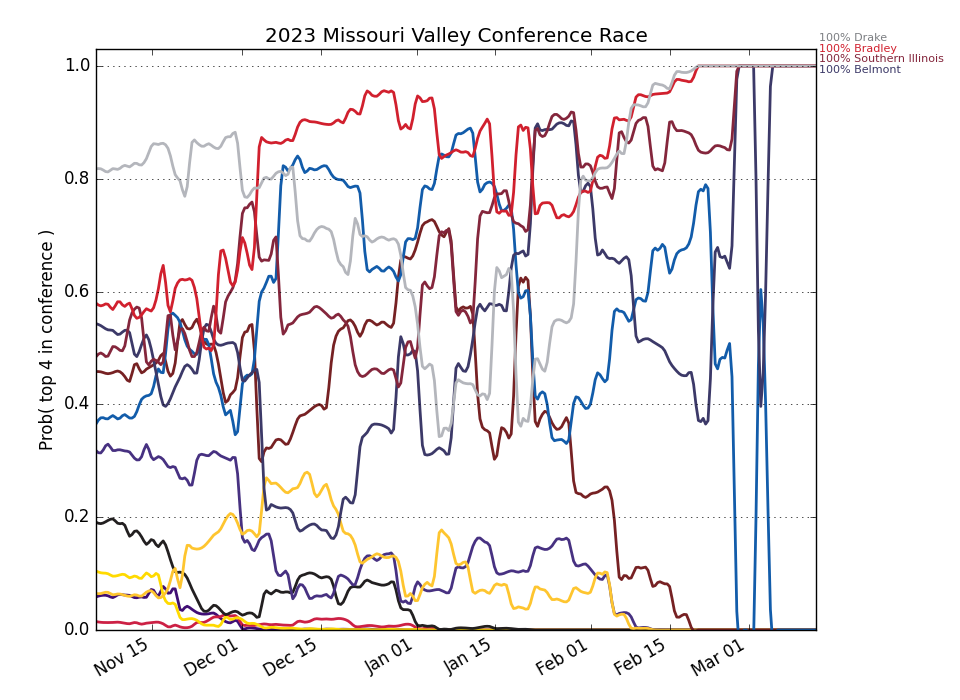 2023 Missouri Valley Conference Race
100% Drake
100% Bradley
100% Southern Illinois
100% Belmont
Prob( top 4 in conference )
1.0
0.8
0.6
0.4
0.2
0.0
Nov 15
Dec 01
Dec 15
Jan 01
Jan 15
Feb 01
Feb 15
Mar 01